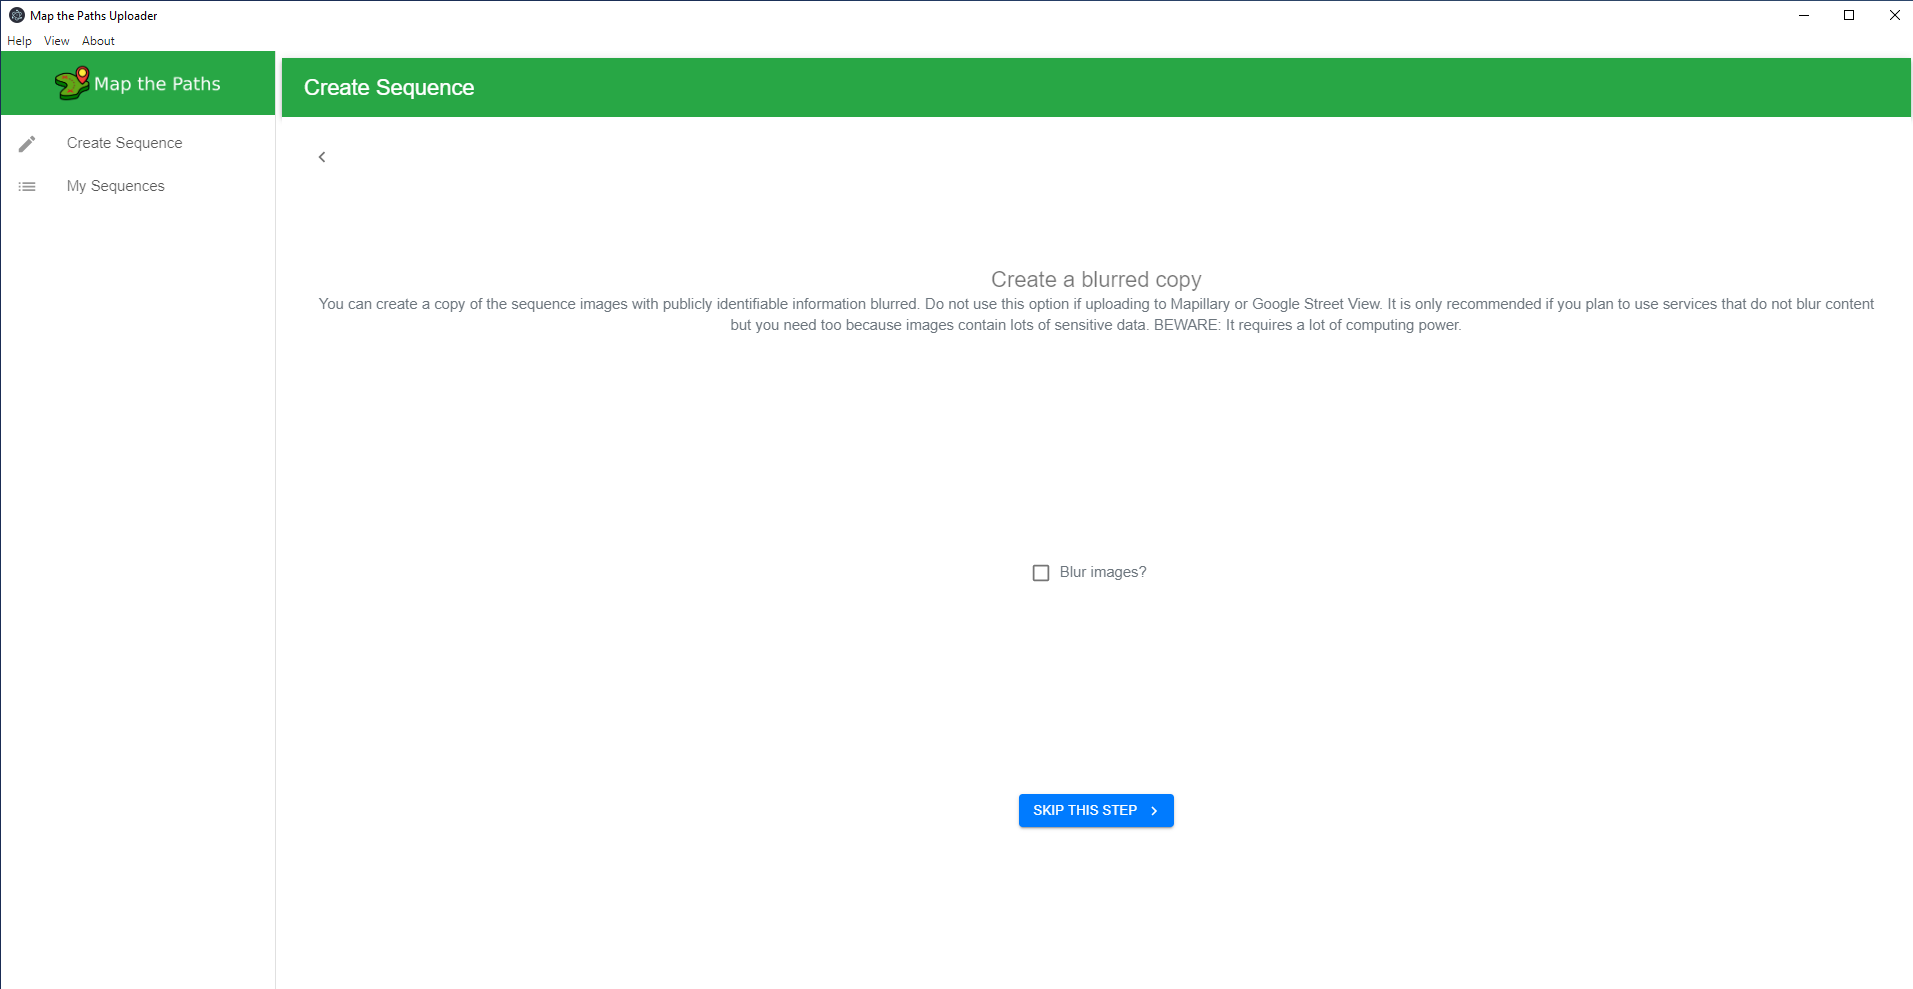 Map the Paths Uploader
Help View About
Map the Paths
Create Sequence
My Sequences
Create Sequence
Create a blurred copy
You can create a copy of the sequence images with publicly identifiable information blurred. Do not use this option if uploading to Mapillary or Google Street View. It is only recommended if you plan to use services that do not blur content
but you need too because images contain lots of sensitive data. BEWARE: It requires a lot of computing power.
Blur images?
SKIP THIS STEP